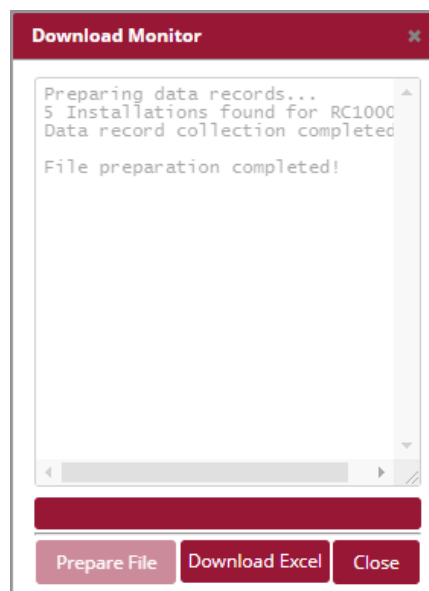 Download Monitor
Preparing data records...
5 Installations found for RC1000
Data record collection completed
File preparation completed!
Prepare File
Download Excel
Close